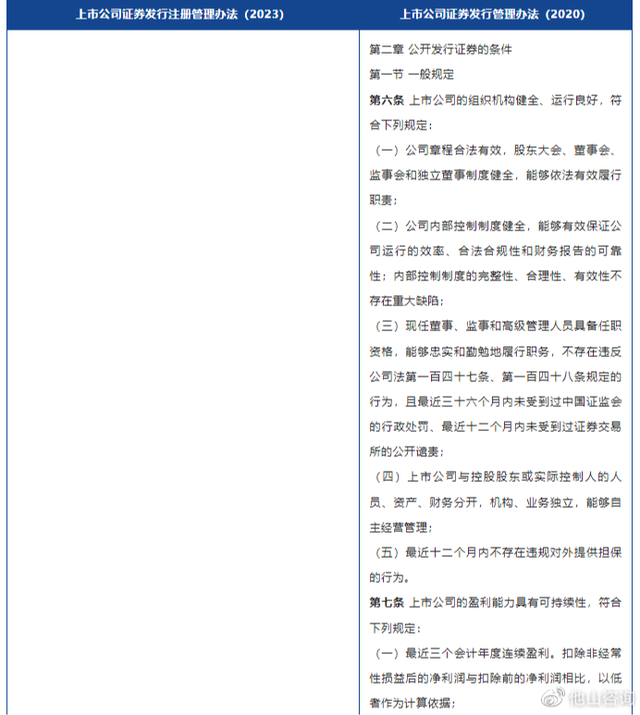 上市公司证券发行注册管理办法（2023）
上市公司证券发行管理办法（2020）
第二章 公开发行证券的条件
第一节 一般规定
第六条 上市公司的组织机构健全、运行良好，符
合下列规定：
（一）公司章程合法有效，股东大会、董事会、
监事会和独立董事制度健全，能够依法有效履行
职责；
（二）公司内部控制制度健全，能够有效保证公
司运行的效率、合法合规性和财务报告的可靠
性；内部控制制度的完整性、合理性、有效性不
存在重大缺陷；
（三）现任董事、监事和高级管理人员具备任职
资格，能够忠实和勤勉地履行职务，不存在违反
公司法第一百四十七条、第一百四十八条规定的
行为，且最近三十六个月内未受到过中国证监会
的行政处罚、最近十二个月内未受到过证券交易
所的公开谴责；
（四）上市公司与控股股东或实际控制人的人
员、资产、财务分开，机构、业务独立，能够自
主经营管理；
（五）最近十二个月内不存在违规对外提供担保
的行为。
第七条 上市公司的盈利能力具有可持续性，符合
下列规定：
（一）最近三个会计年度连续盈利。扣除非经常
性损益后的净利润与扣除前的净利润相比，以低
者作为计算依据；
他山咨询